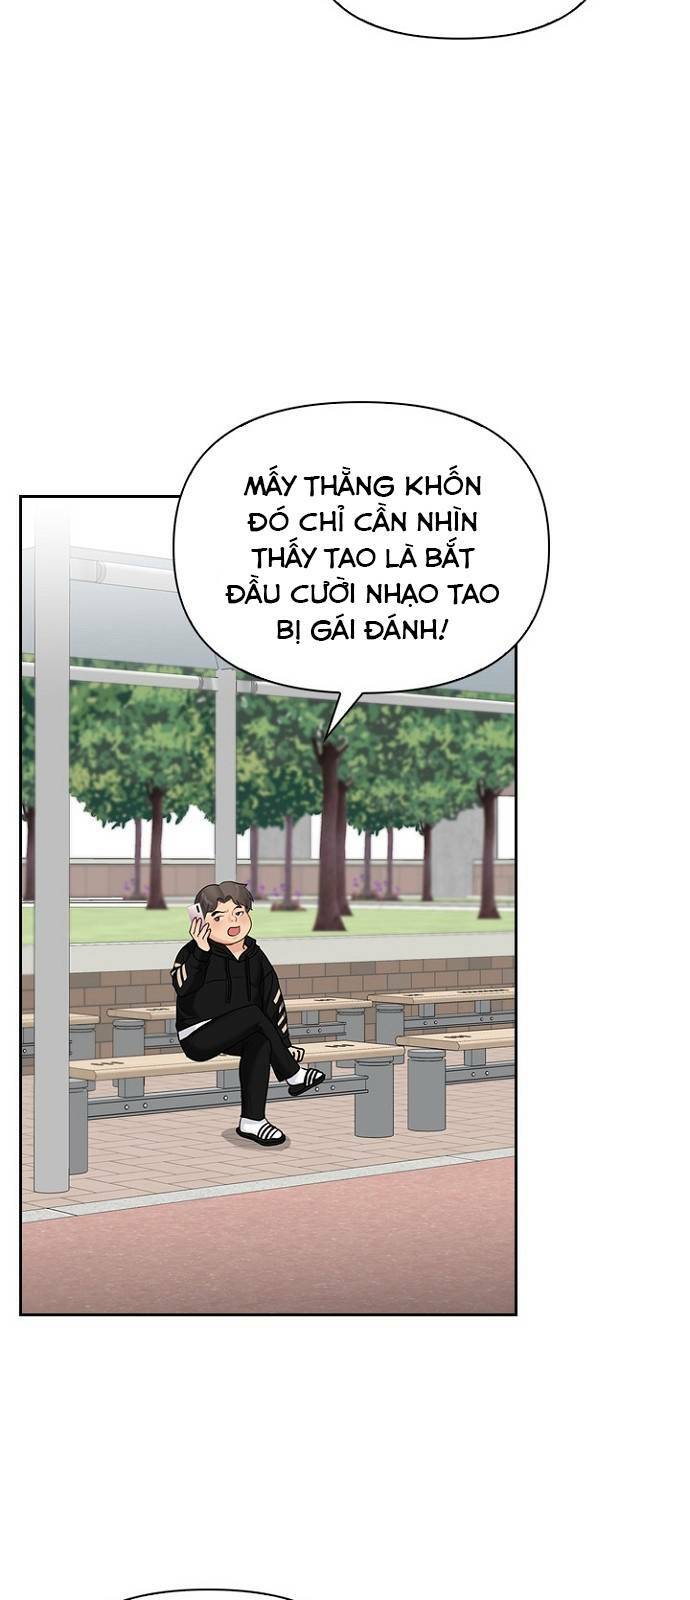 MẤY THẰNG KHỐN
ĐÓ CHỈ CẦN NHÌN
THẤY TAO LÀ BẮT
ĐẦU CƯỜI NHẠO TAO
BỊ GÁI ĐÁNH!